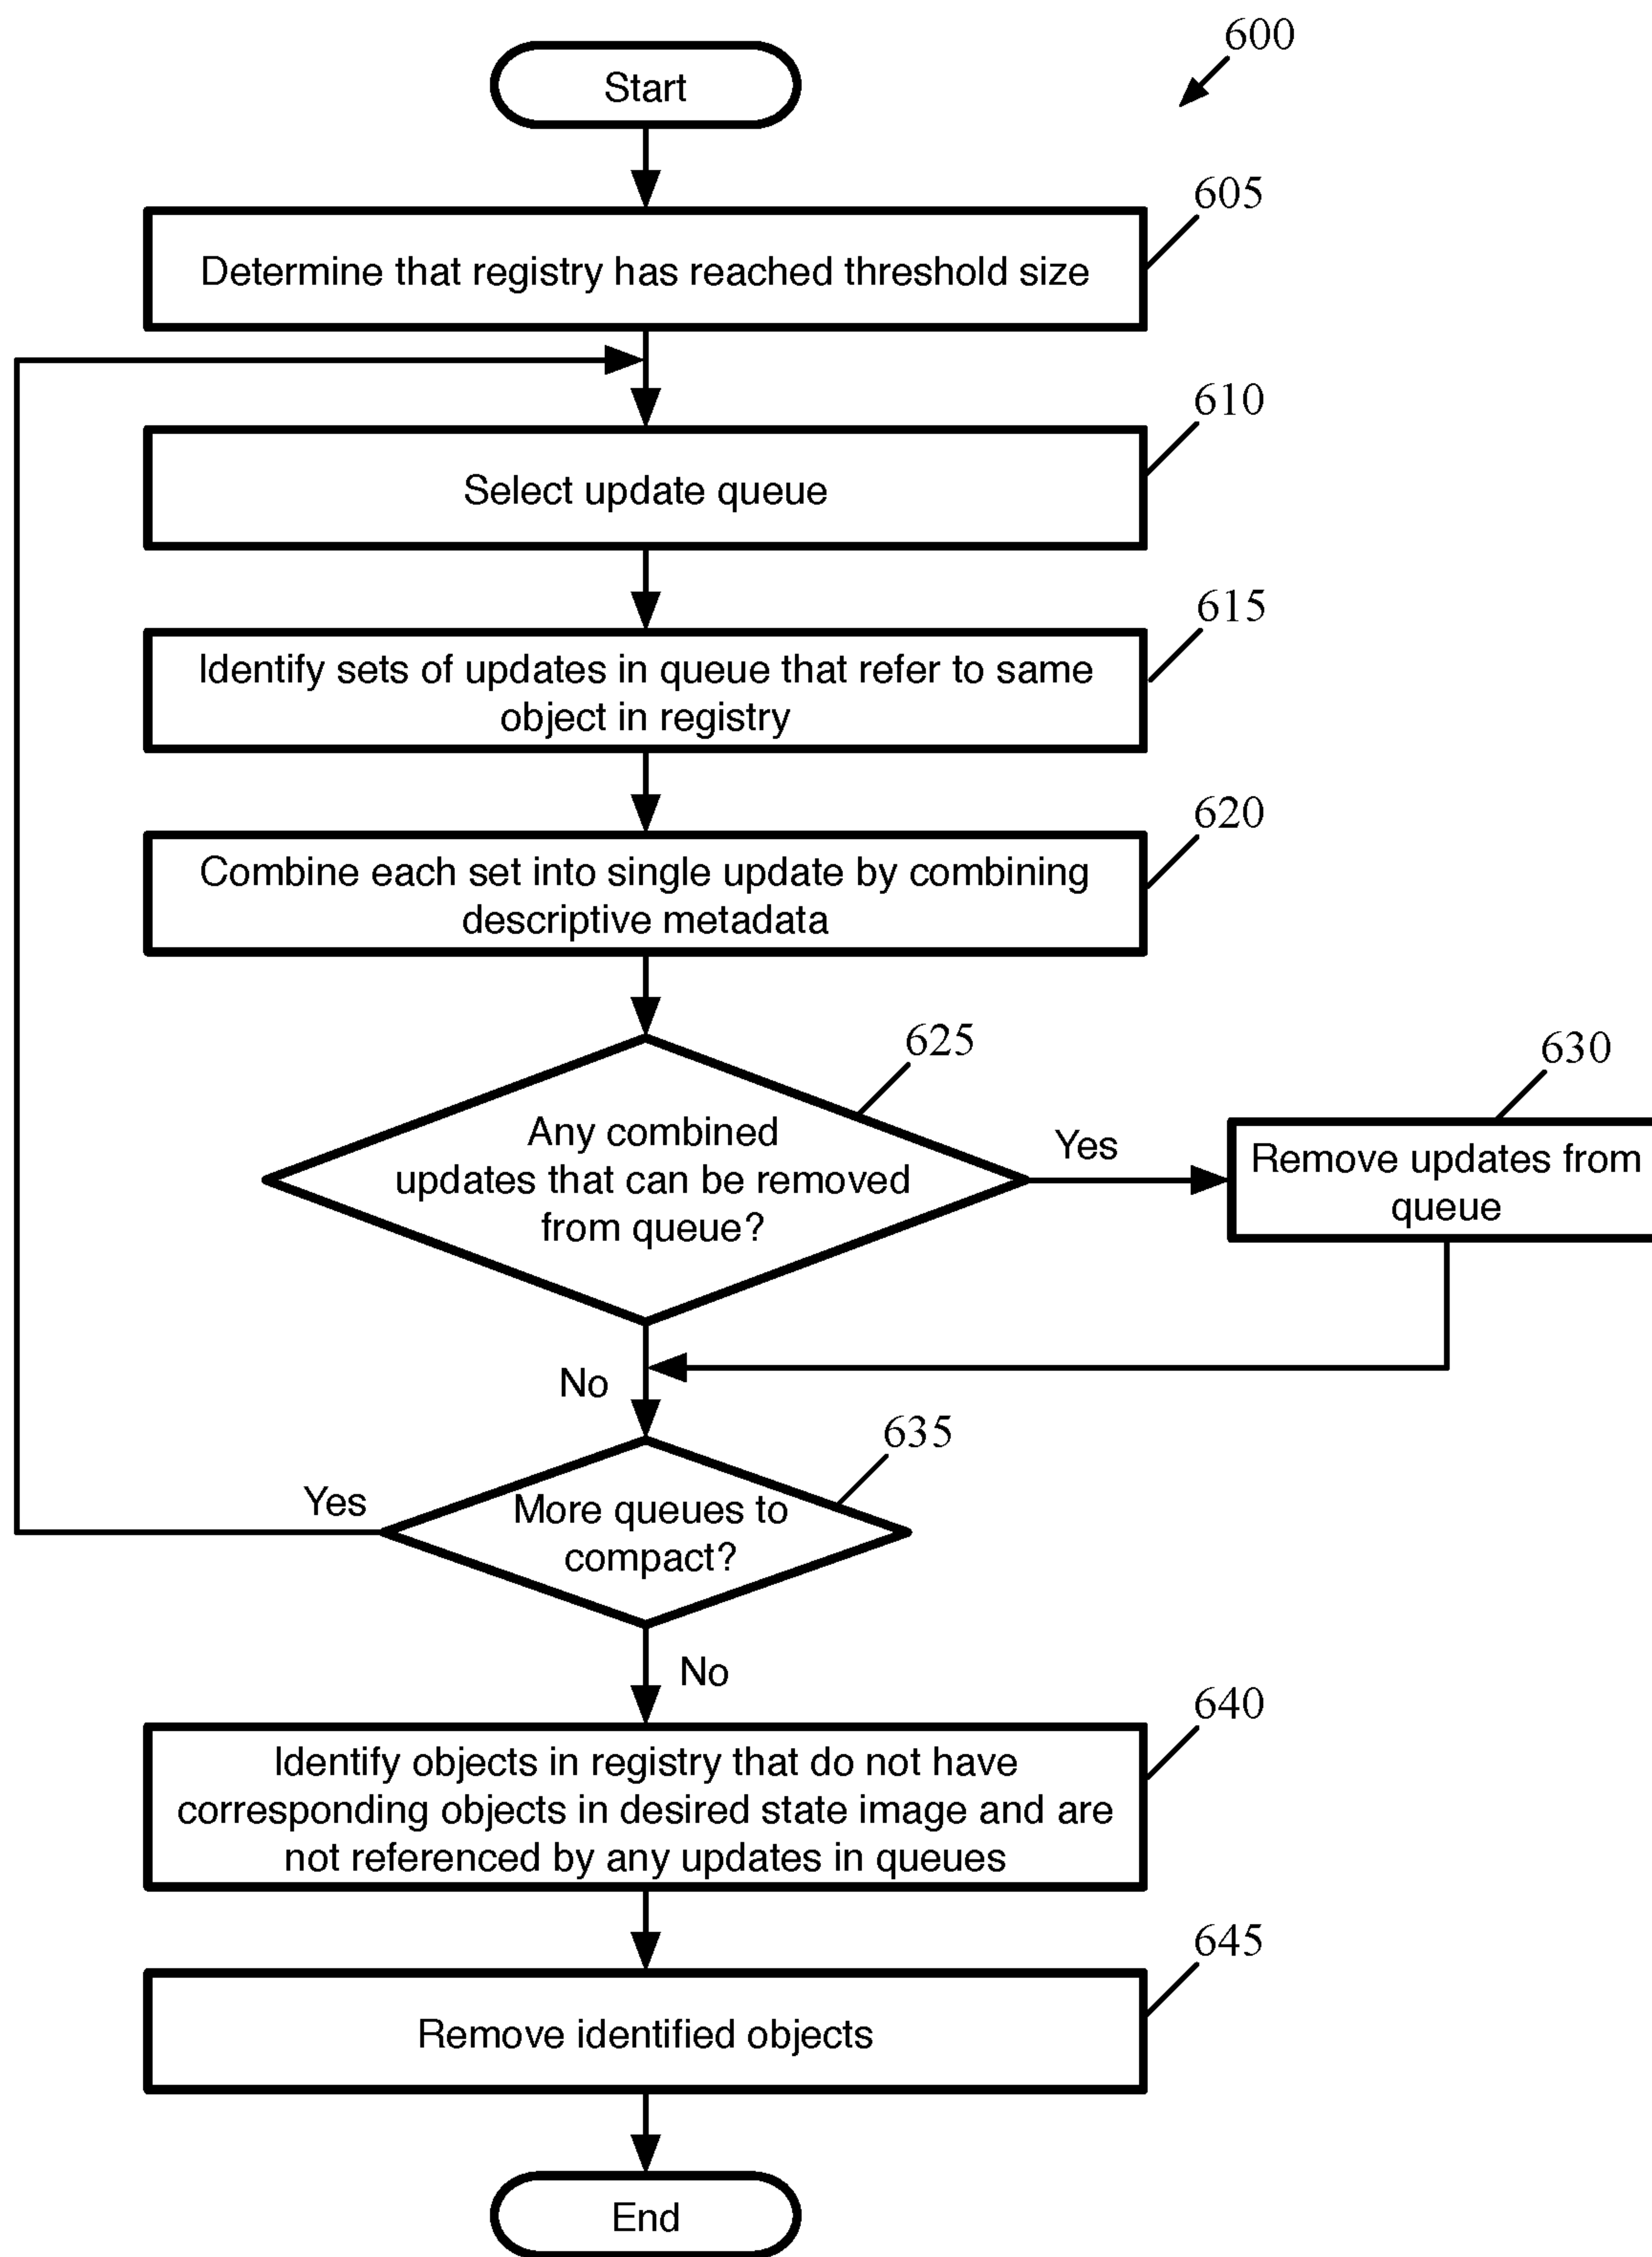 600
Start
605
Determine that registry has reached threshold size
610
Select update queue
615
Identify sets of updates in queue that refer to same
object in registry
620
Combine each set into single update by combining
descriptive metadata
625
Any combined
updates that can be removed
from queue?
Yes
630
Remove updates from
queue
No
635
More queues to
compact?
Yes
No
640
Identify objects in registry that do not have
corresponding objects in desired state image and are
not referenced by any updates in queues
645
Remove identified objects
End